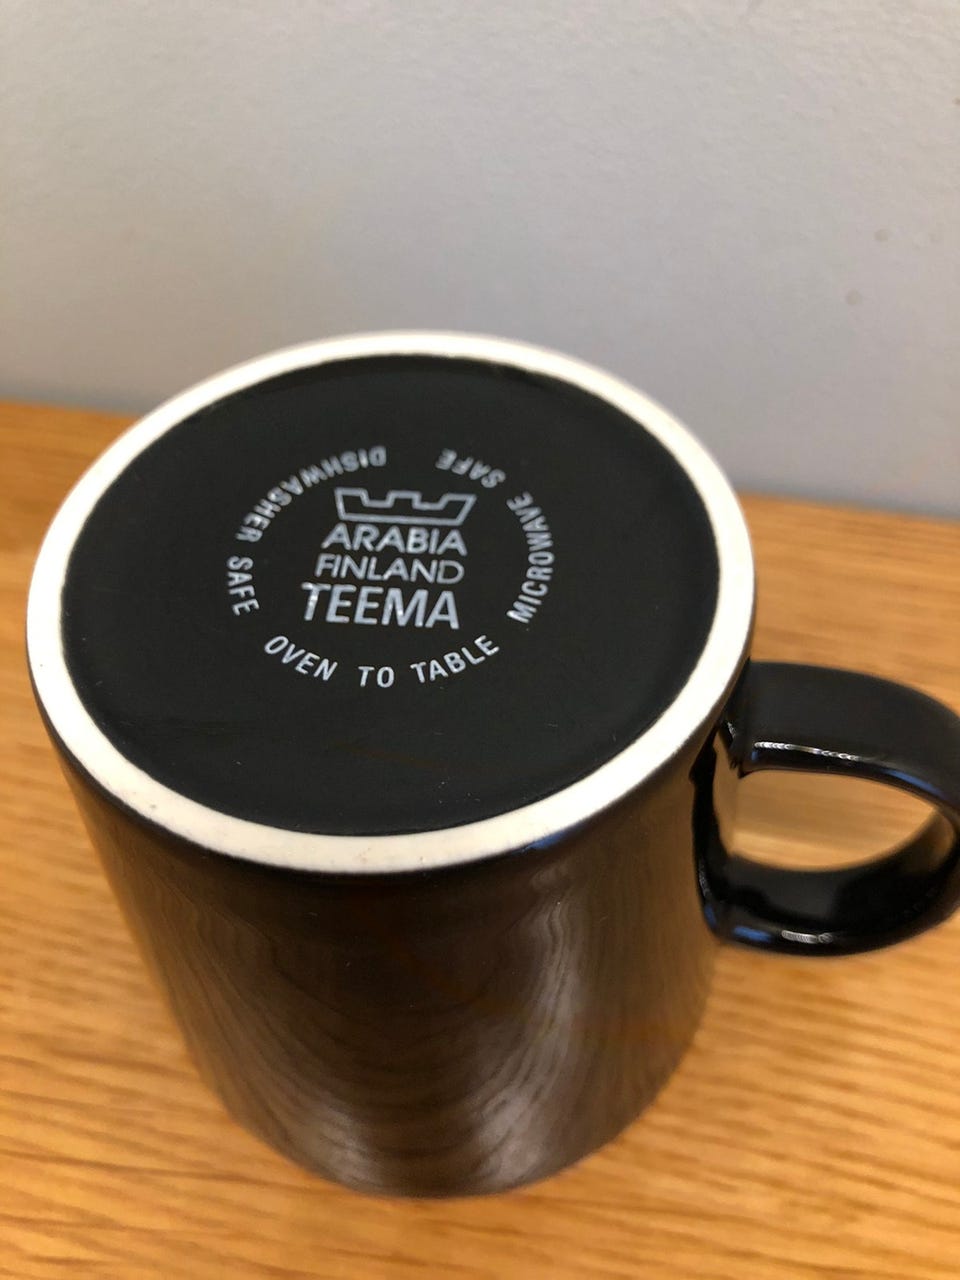 ARABIA
FINLAND
TEEMA
DISHWASHER SAFE
OVEN TO TABLE
MICROWAVE SAFE